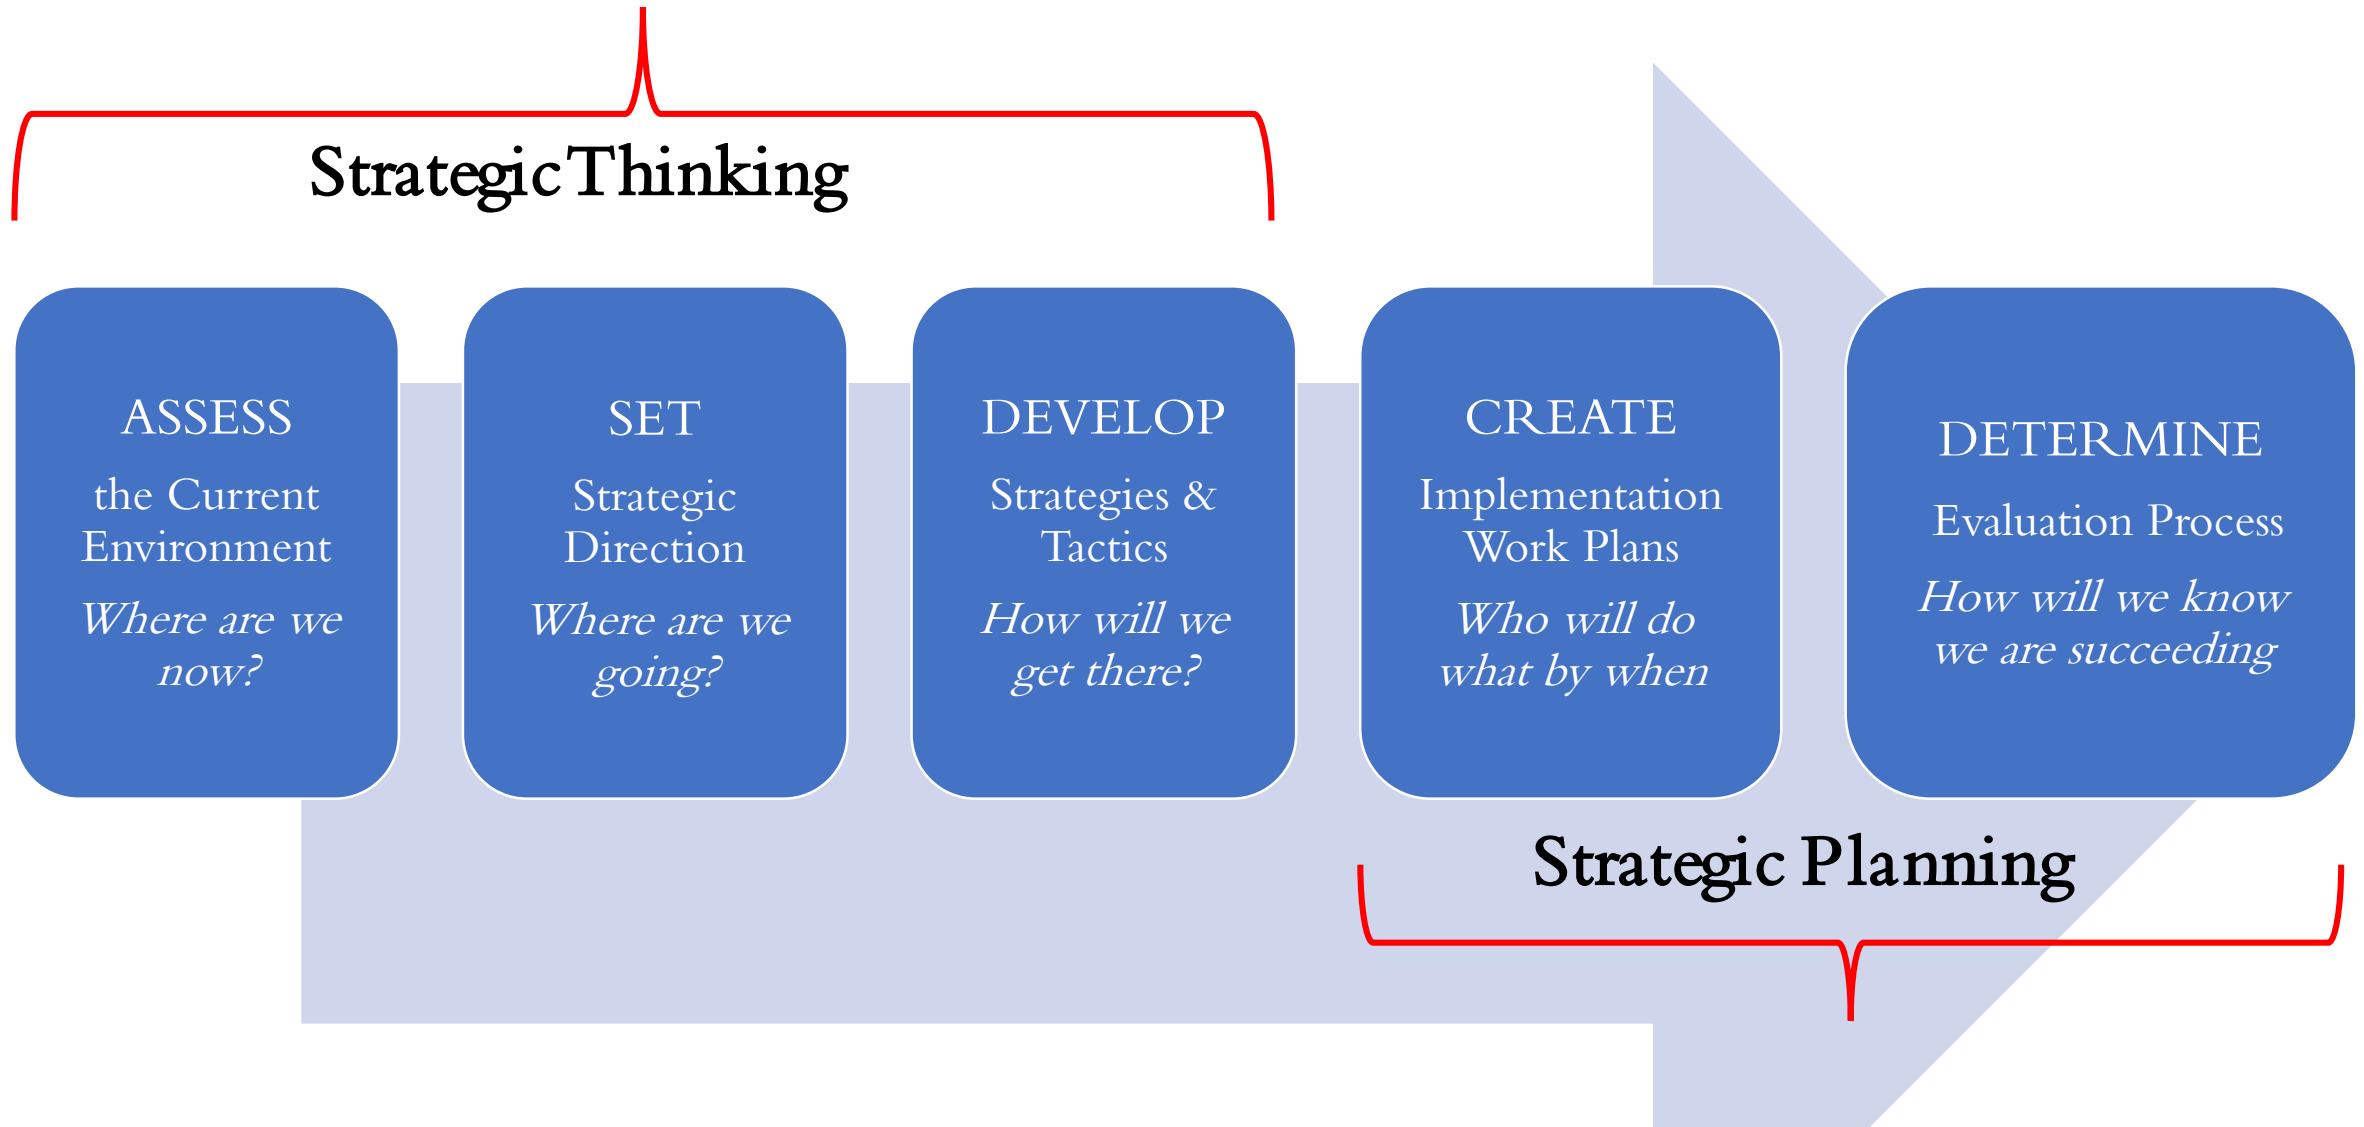 Strategic Thinking
ASSESS
the Current
Environment
Where are we
now?
SET
Strategic
Direction
Where are we
going?
DEVELOP
Strategies &
Tactics
How will we
get there?
CREATE
Implementation
Work Plans
Who will do
what by when
DETERMINE
Evaluation Process
How will we know
we are succeeding
Strategic Planning